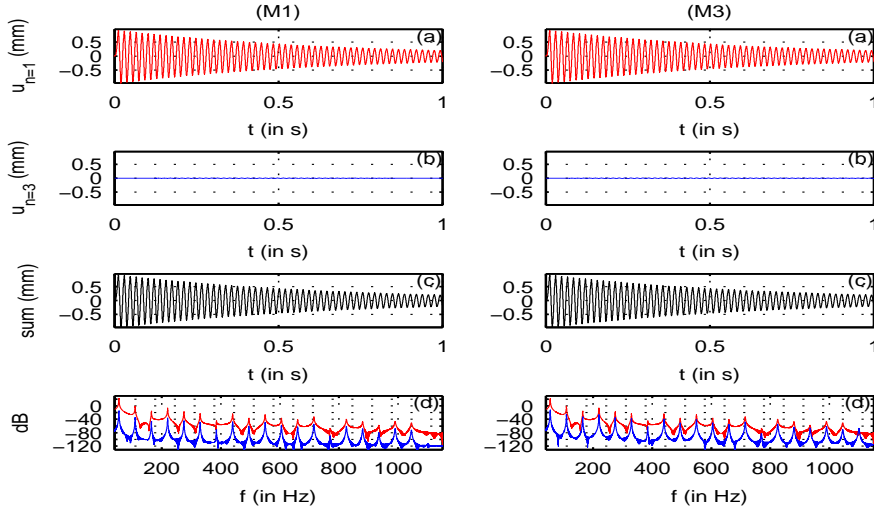 (M1)
(a)
u_{n=1} (mm)
0.5
0
−0.5
0
0.5
1
t (in s)
(b)
u_{n=3} (mm)
0.5
0
−0.5
0
0.5
1
t (in s)
(c)
sum (mm)
0.5
0
−0.5
0
0.5
1
t (in s)
(d)
dB
0
−40
−80
−120
200
400
600
800
1000
f (in Hz)
(M3)
(a)
0.5
0
−0.5
0
0.5
1
t (in s)
(b)
0.5
0
−0.5
0
0.5
1
t (in s)
(c)
0.5
0
−0.5
0
0.5
1
t (in s)
(d)
0
−40
−80
−120
200
400
600
800
1000
f (in Hz)